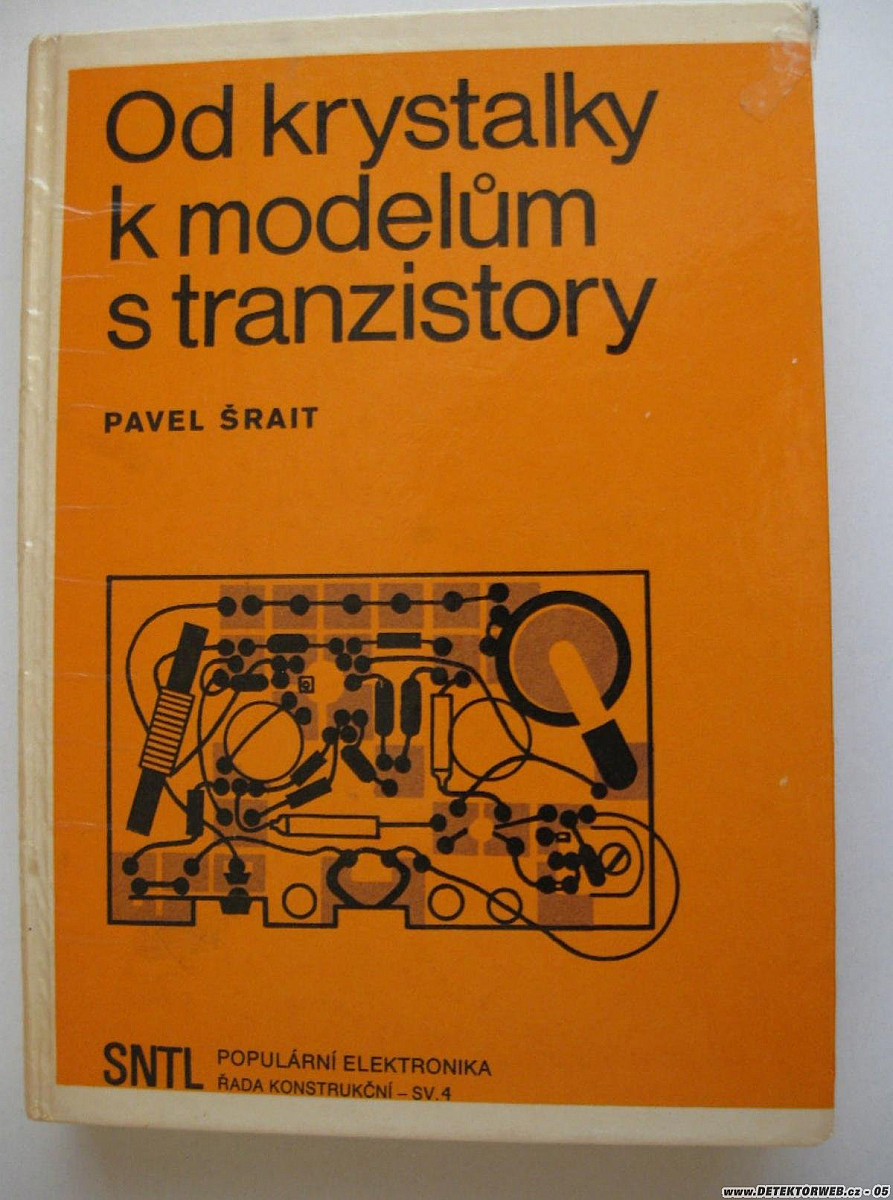 Od krystalky
k modelům
s tranzistory
PAVEL ŠRAIT
SNTL POPULÁRNÍ ELEKTRONIKA
ŘADA KONSTRUKČNÍ – SV. 4
www.DETEKTORWEB.cz - 05